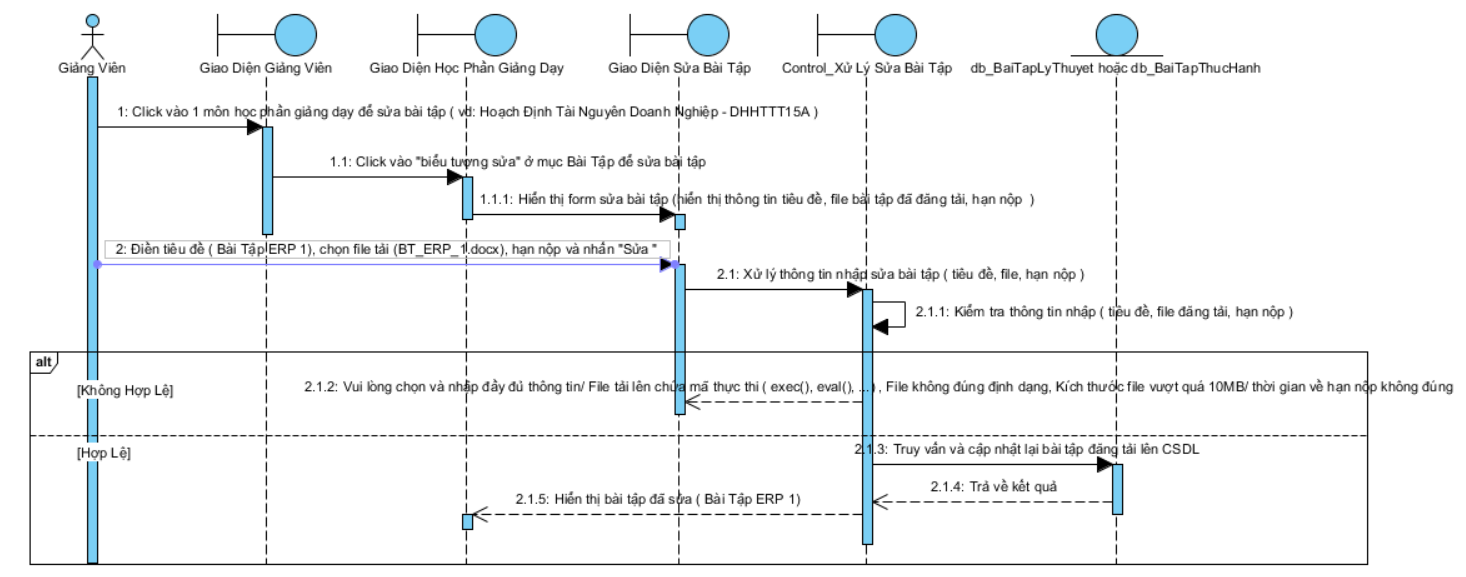 Giảng Viên
Giao Diện Giảng Viên
Giao Diện Học Phần Giảng Dạy
Giao Diện Sửa Bài Tập
Control_Xử Lý Sửa Bài Tập
db_BaiTapLyThuyet hoặc db_BaiTapThucHanh
1: Click vào 1 môn học phần giảng dạy để sửa bài tập ( vd: Hoạch Định Tài Nguyên Doanh Nghiệp - DHHTTT15A )
1.1: Click vào "biểu tượng sửa" ở mục Bài Tập để sửa bài tập
1.1.1: Hiển thị form sửa bài tập (hiển thị thông tin tiêu đề, file bài tập đã đăng tải, hạn nộp )
2: Điền tiêu đề ( Bài Tập ERP 1), chọn file tải (BT_ERP_1.docx), hạn nộp và nhấn "Sửa "
2.1: Xử lý thông tin nhập sửa bài tập ( tiêu đề, file, hạn nộp )
2.1.1: Kiểm tra thông tin nhập ( tiêu đề, file đăng tải, hạn nộp )
alt
[Không Hợp Lệ]
2.1.2: Vui lòng chọn và nhập đầy đủ thông tin/ File tải lên chứa mã thực thi ( exec(), eval(), ...) , File không đúng định dạng, Kích thước file vượt quá 10MB/ thời gian về hạn nộp không đúng
[Hợp Lệ]
2.1.3: Truy vấn và cập nhật lại bài tập đăng tải lên CSDL
2.1.4: Trả về kết quả
2.1.5: Hiển thị bài tập đã sửa ( Bài Tập ERP 1)